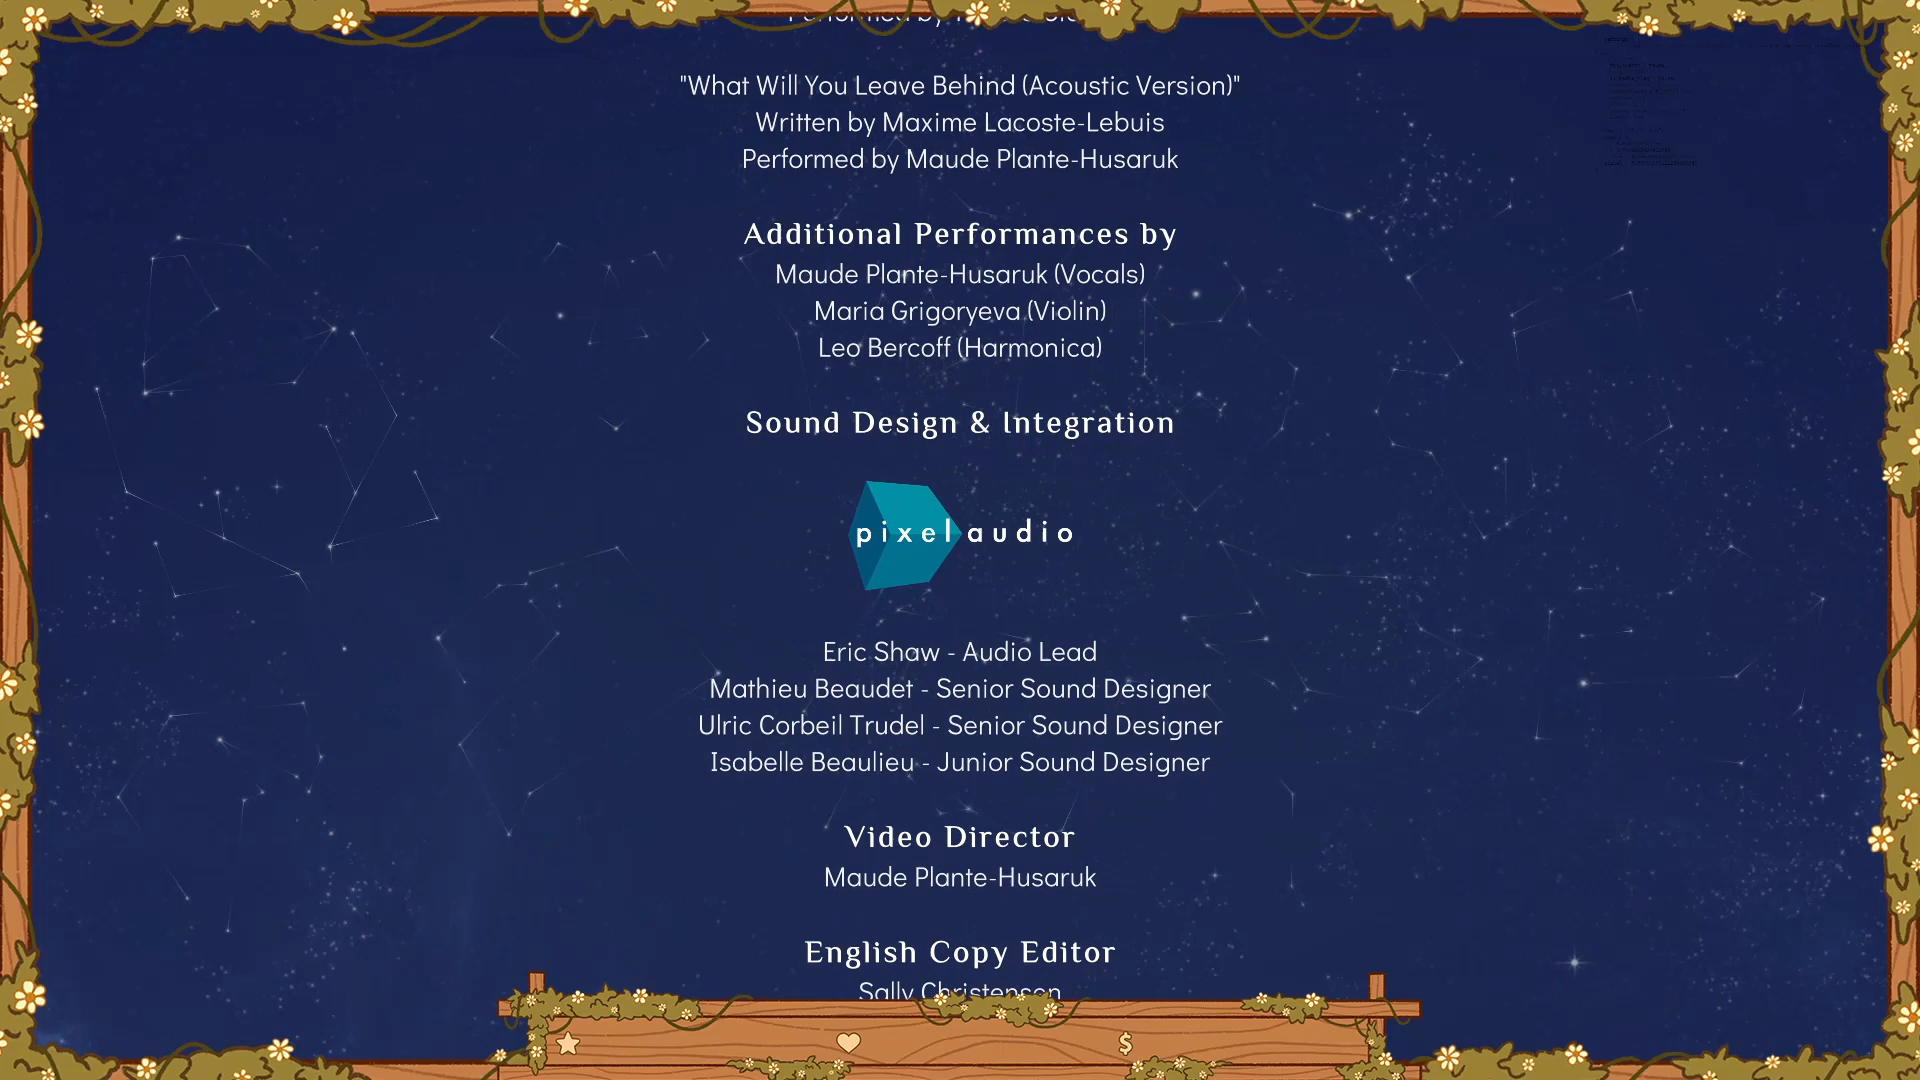 "What Will You Leave Behind (Acoustic Version)"
Written by Maxime Lacoste-Lebuis
Performed by Maude Plante-Husaruk
Additional Performances by
Maude Plante-Husaruk (Vocals)
Maria Grigoryeva (Violin)
Leo Bercoff (Harmonica)
Sound Design & Integration
pixelaudio
Eric Shaw - Audio Lead
Mathieu Beaudet - Senior Sound Designer
Ulric Corbeil Trudel - Senior Sound Designer
Isabelle Beaulieu - Junior Sound Designer
Video Director
Maude Plante-Husaruk
English Copy Editor
Sally Christensen
$